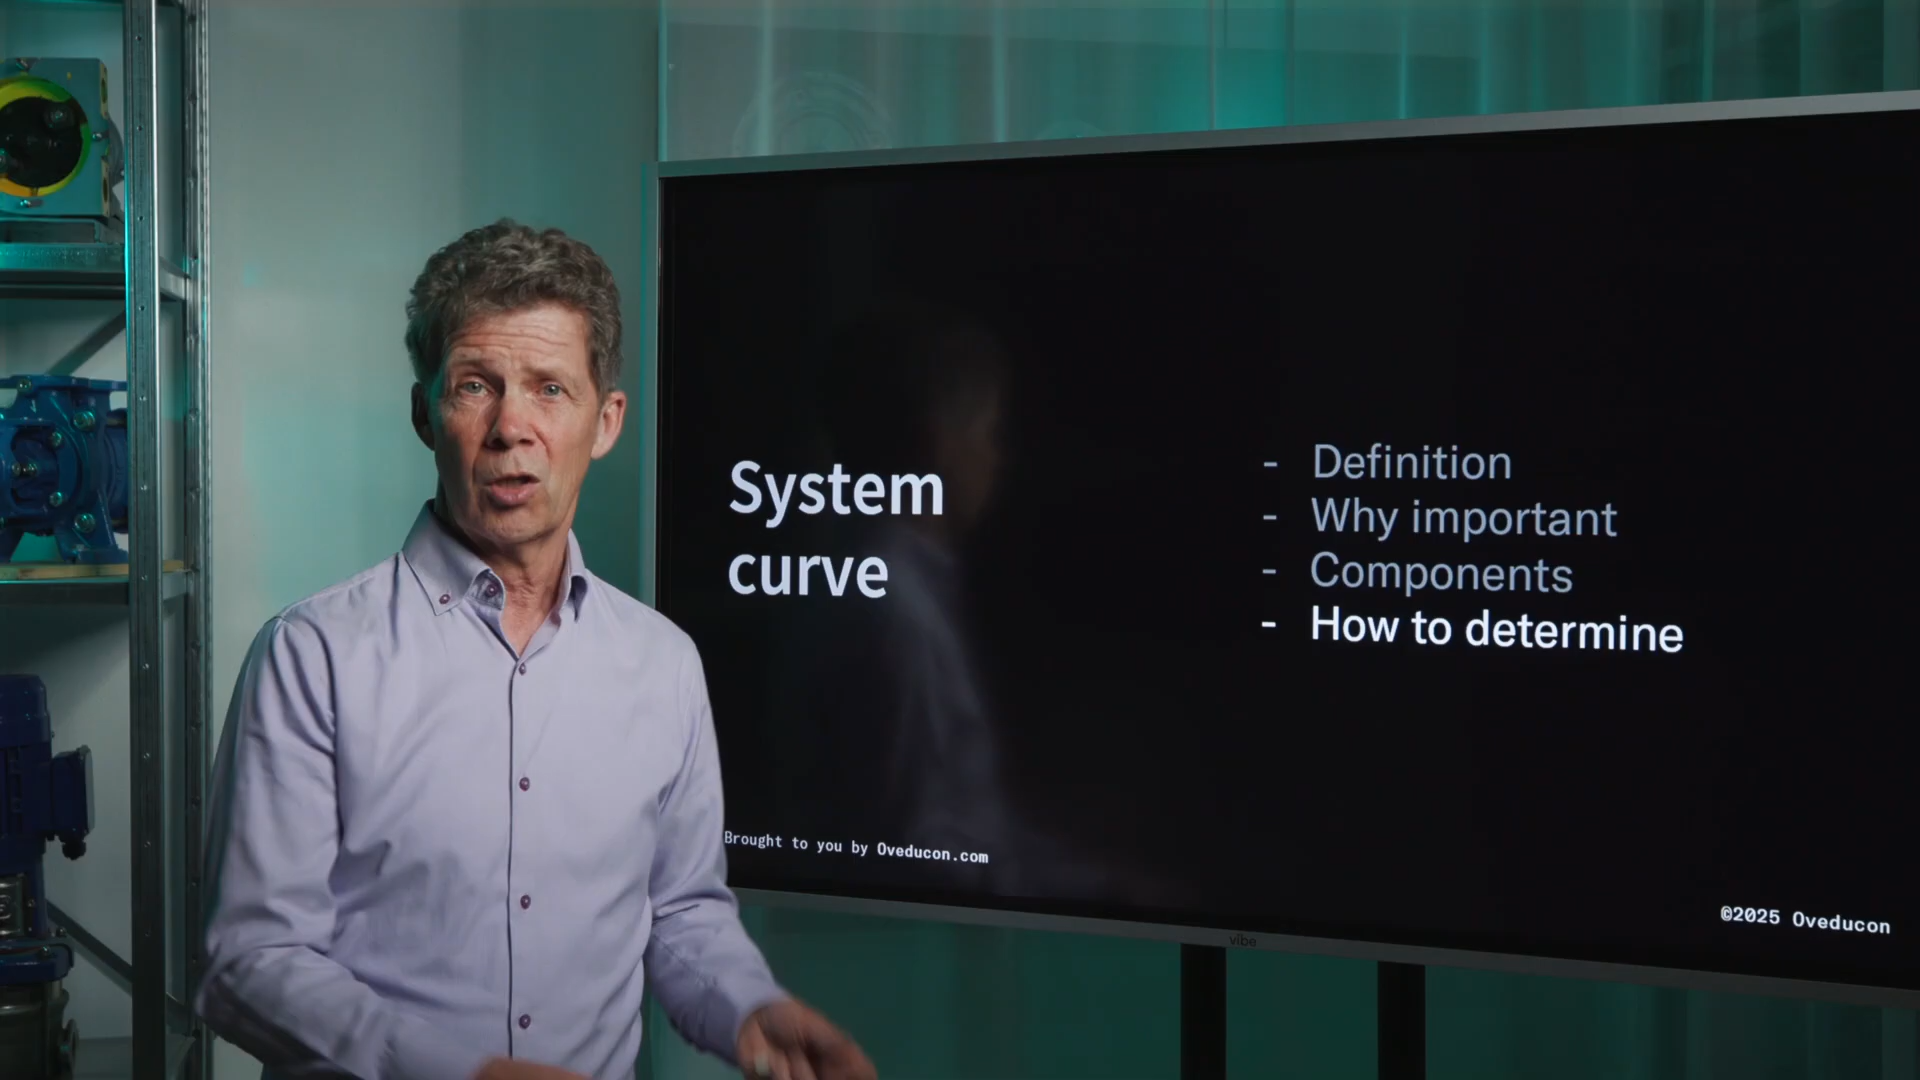 System
curve
- Definition
- Why important
- Components
- How to determine
Brought to you by Oveducon.com
©2025 Oveducon
vibe